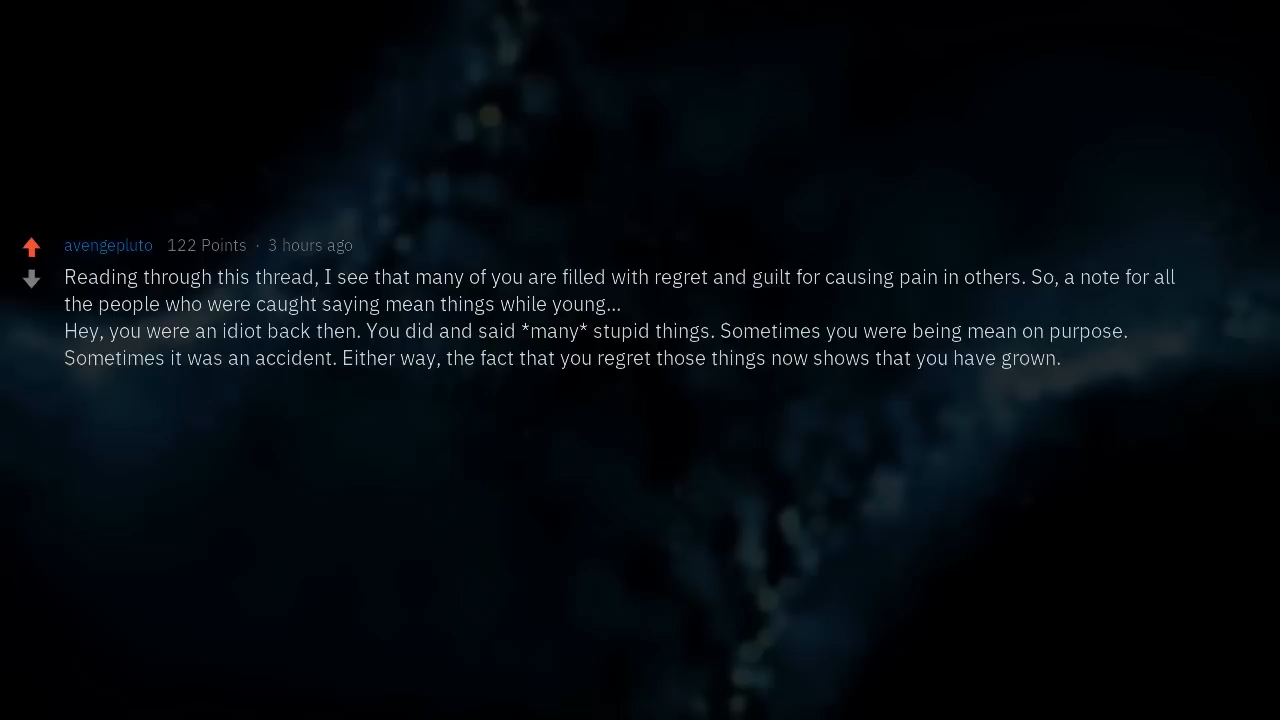 avengepluto 122 Points · 3 hours ago
Reading through this thread, I see that many of you are filled with regret and guilt for causing pain in others. So, a note for all
the people who were caught saying mean things while young...
Hey, you were an idiot back then. You did and said *many* stupid things. Sometimes you were being mean on purpose.
Sometimes it was an accident. Either way, the fact that you regret those things now shows that you have grown.